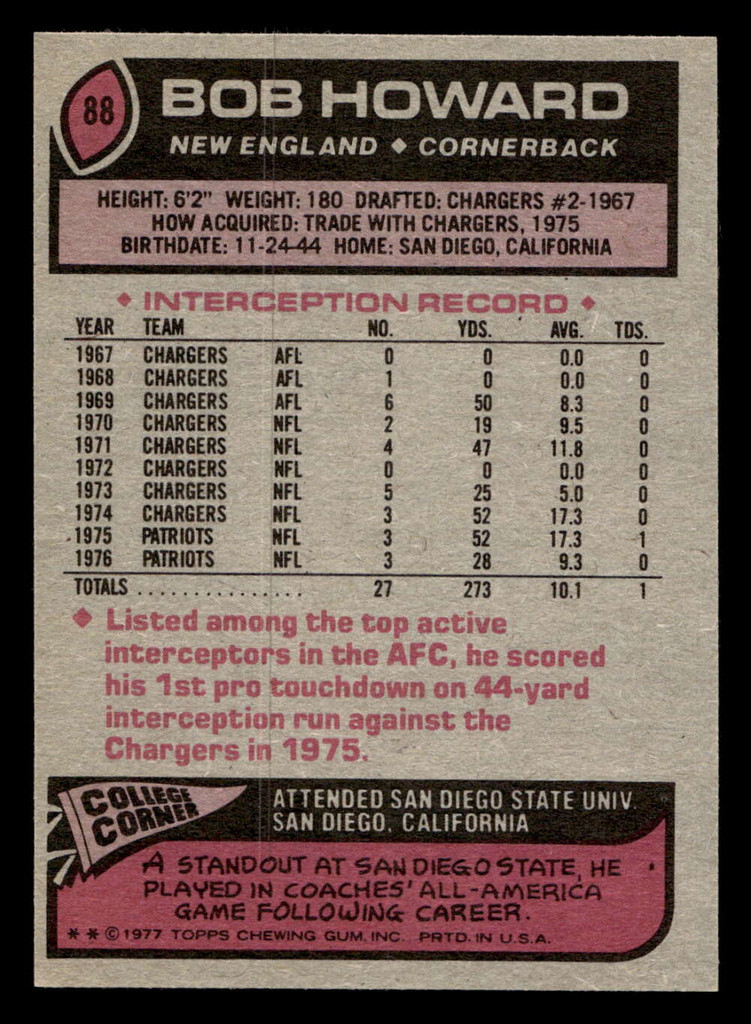 88
BOB HOWARD
NEW ENGLAND ◆ CORNERBACK
HEIGHT: 6'2" WEIGHT: 180 DRAFTED: CHARGERS #2-1967
HOW ACQUIRED: TRADE WITH CHARGERS, 1975
BIRTHDATE: 11-24-44 HOME: SAN DIEGO, CALIFORNIA
◆ INTERCEPTION RECORD ◆
YEAR TEAM NO. YDS. AVG. TDS.
1967 CHARGERS AFL 0 0 0.0 0
1968 CHARGERS AFL 1 0 0.0 0
1969 CHARGERS AFL 6 50 8.3 0
1970 CHARGERS NFL 2 19 9.5 0
1971 CHARGERS NFL 4 47 11.8 0
1972 CHARGERS NFL 0 0 0.0 0
1973 CHARGERS NFL 5 25 5.0 0
1974 CHARGERS NFL 3 52 17.3 0
1975 PATRIOTS NFL 3 52 17.3 1
1976 PATRIOTS NFL 3 28 9.3 0
TOTALS ............... 27 273 10.1 1
◆ Listed among the top active
interceptors in the AFC, he scored
his 1st pro touchdown on 44-yard
interception run against the
Chargers in 1975.
COLLEGE
CORNER
ATTENDED SAN DIEGO STATE UNIV.
SAN DIEGO, CALIFORNIA
A STANDOUT AT SAN DIEGO STATE, HE
PLAYED IN COACHES' ALL-AMERICA
GAME FOLLOWING CAREER.
* * © 1977 TOPPS CHEWING GUM, INC. PRTD. IN U.S.A.